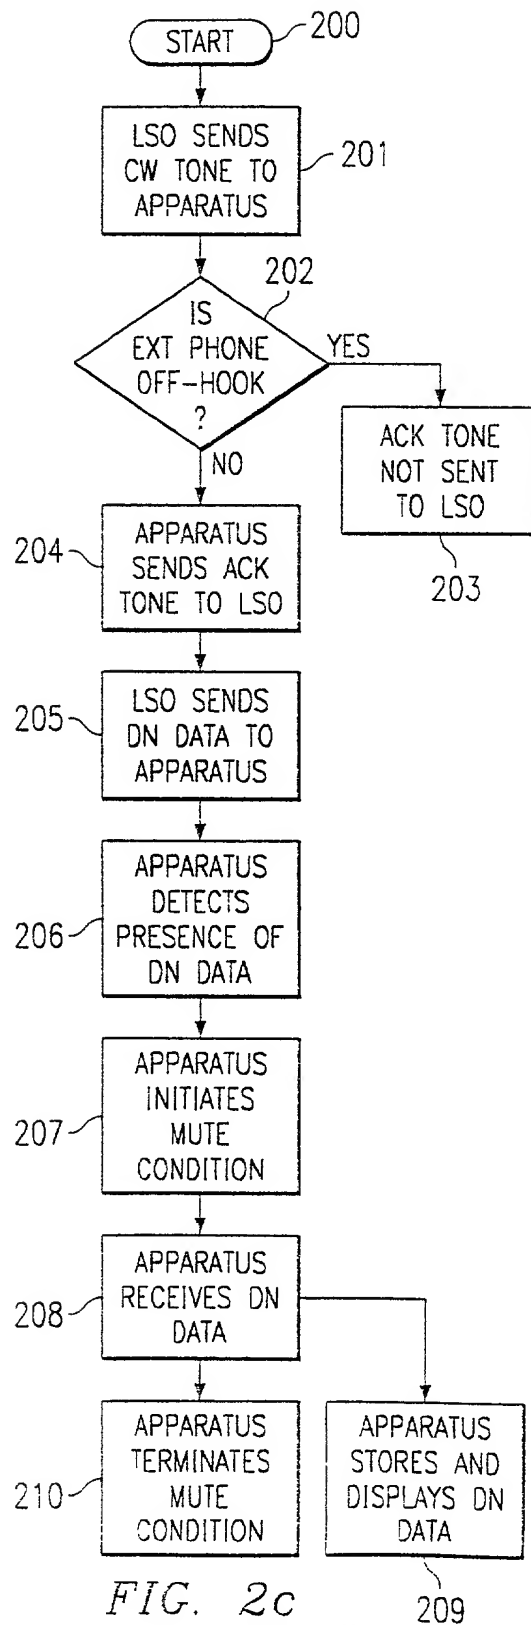 START
200
LSO SENDS
CW TONE TO
APPARATUS
201
202
IS
EXT PHONE
OFF-HOOK
?
YES
NO
ACK TONE
NOT SENT
TO LSO
203
204
APPARATUS
SENDS ACK
TONE TO LSO
205
LSO SENDS
DN DATA TO
APPARATUS
206
APPARATUS
DETECTS
PRESENCE OF
DN DATA
207
APPARATUS
INITIATES
MUTE
CONDITION
208
APPARATUS
RECEIVES DN
DATA
210
APPARATUS
TERMINATES
MUTE
CONDITION
APPARATUS
STORES AND
DISPLAYS DN
DATA
209
FIG. 2c